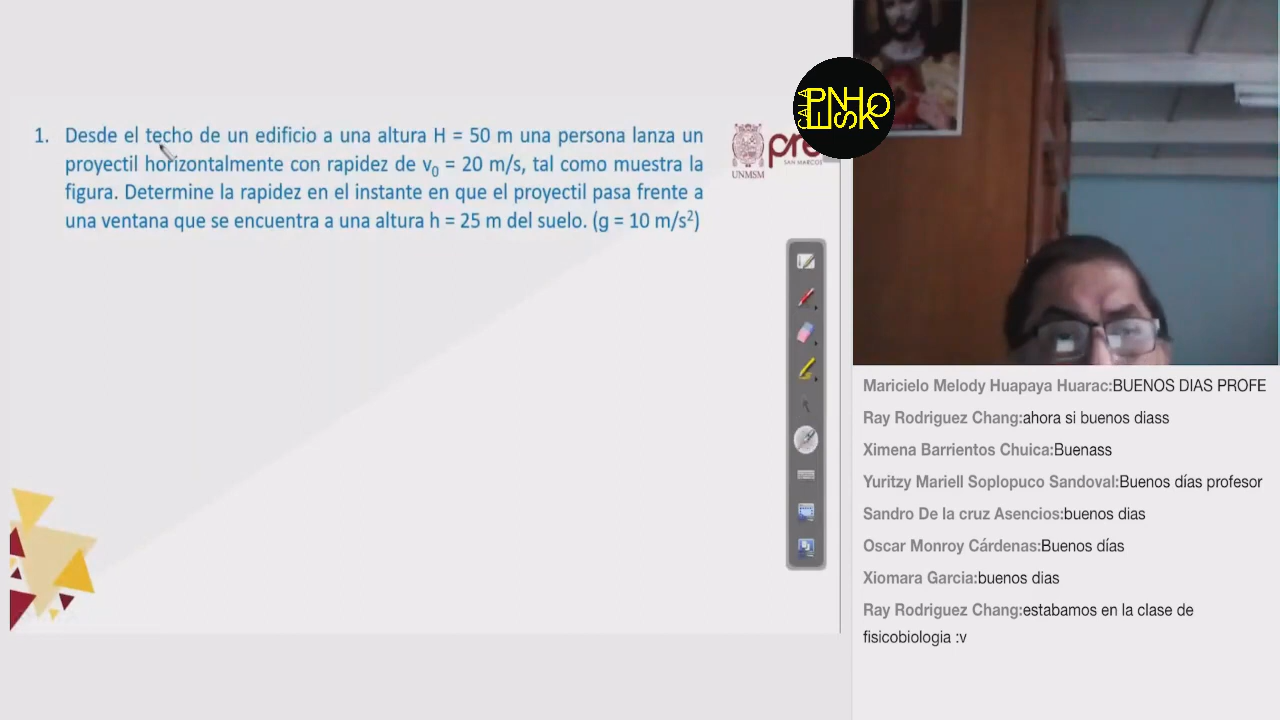 1. Desde el techo de un edificio a una altura H = 50 m una persona lanza un
proyectil horizontalmente con rapidez de v₀ = 20 m/s, tal como muestra la
figura. Determine la rapidez en el instante en que el proyectil pasa frente a
una ventana que se encuentra a una altura h = 25 m del suelo. (g = 10 m/s²)
UNMSM
SAN MARCOS
Maricielo Melody Huapaya Huarac:BUENOS DIAS PROFE
Ray Rodriguez Chang:ahora si buenos diass
Ximena Barrientos Chuica:Buenass
Yuritzy Mariell Soplopuco Sandoval:Buenos días profesor
Sandro De la cruz Asencios:buenos dias
Oscar Monroy Cárdenas:Buenos días
Xiomara Garcia:buenos dias
Ray Rodriguez Chang:estabamos en la clase de
fisicobiologia :v